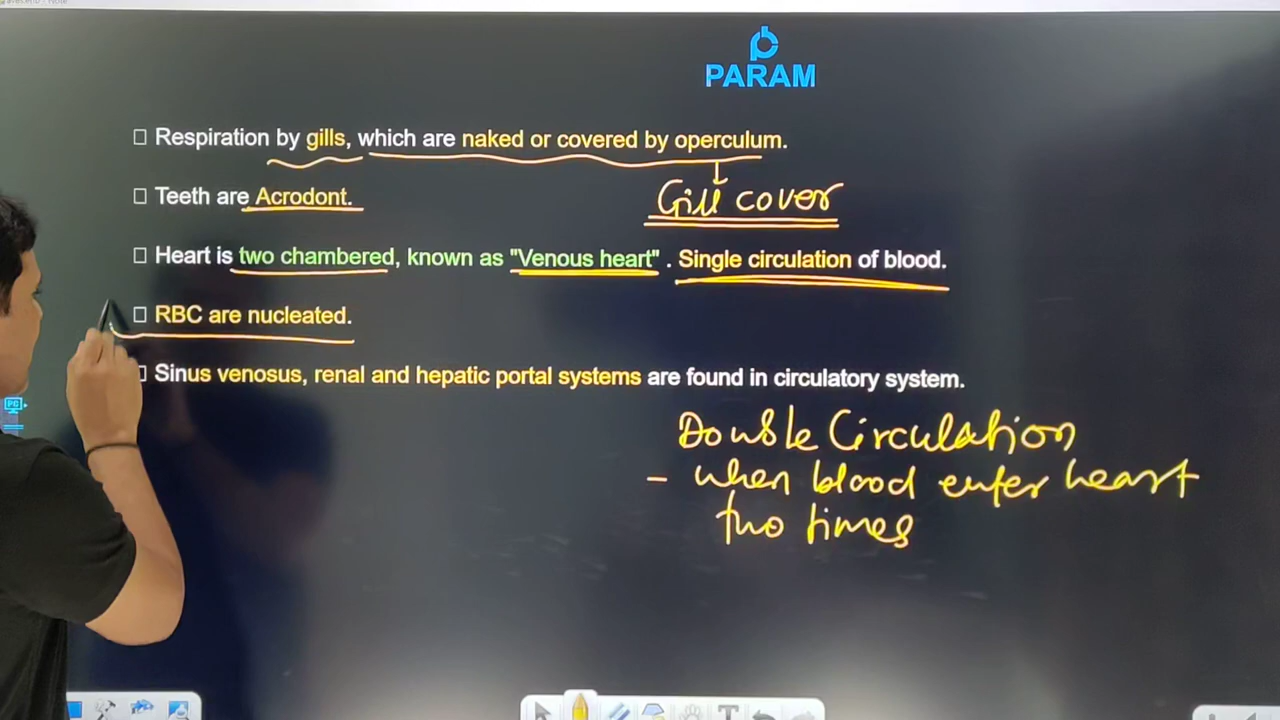 PARAM
Respiration by gills, which are naked or covered by operculum.
Teeth are Acrodont.
Gill cover
Heart is two chambered, known as "Venous heart" . Single circulation of blood.
RBC are nucleated.
Sinus venosus, renal and hepatic portal systems are found in circulatory system.
Double Circulation
- when blood enter heart
two times
PC
T